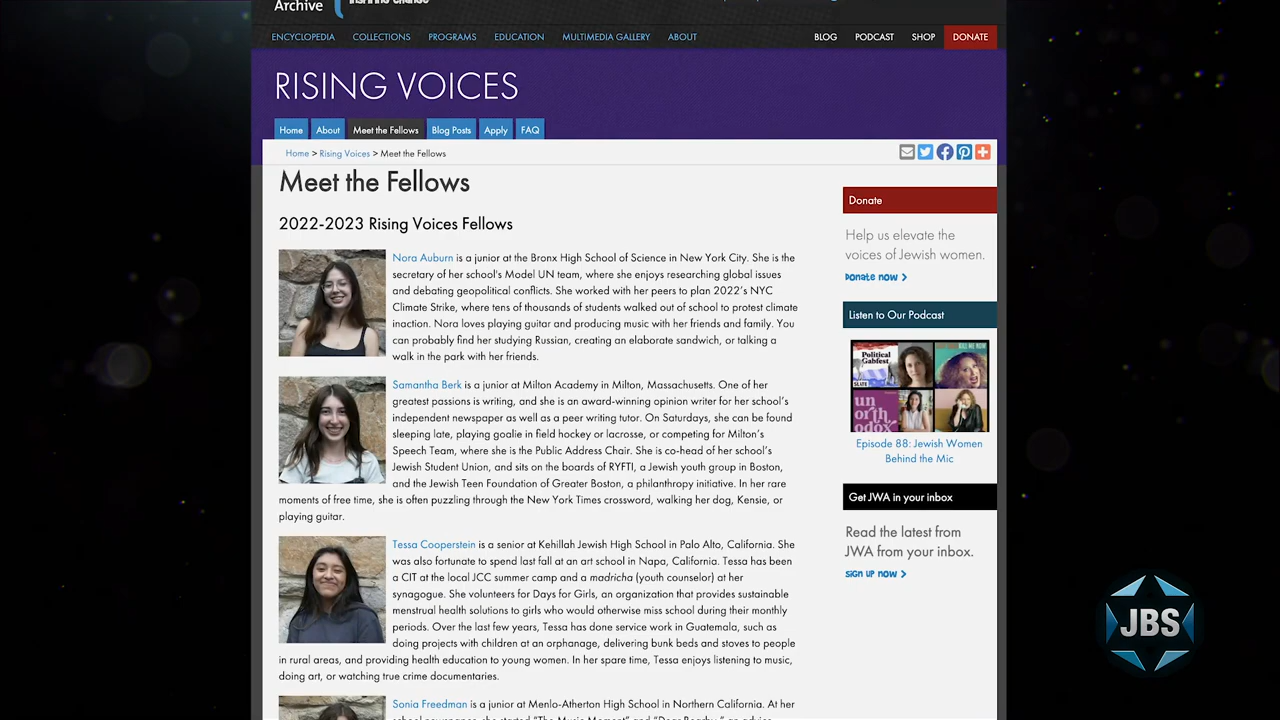 Archive
ENCYCLOPEDIA COLLECTIONS PROGRAMS EDUCATION MULTIMEDIA GALLERY ABOUT BLOG PODCAST SHOP DONATE
RISING VOICES
Home About Meet the Fellows Blog Posts Apply FAQ
Home > Rising Voices > Meet the Fellows
Meet the Fellows
2022-2023 Rising Voices Fellows
Nora Auburn is a junior at the Bronx High School of Science in New York City. She is the
secretary of her school's Model UN team, where she enjoys researching global issues
and debating geopolitical conflicts. She worked with her peers to plan 2022's NYC
Climate Strike, where tens of thousands of students walked out of school to protest climate
inaction. Nora loves playing guitar and producing music with her friends and family. You
can probably find her studying Russian, creating an elaborate sandwich, or talking a
walk in the park with her friends.
Samantha Berk is a junior at Milton Academy in Milton, Massachusetts. One of her
greatest passions is writing, and she is an award-winning opinion writer for her school's
independent newspaper as well as a peer writing tutor. On Saturdays, she can be found
sleeping late, playing goalie in field hockey or lacrosse, or competing for Milton's
Speech Team, where she is the Public Address Chair. She is co-head of her school's
Jewish Student Union, and sits on the boards of RYFTI, a Jewish youth group in Boston,
and the Jewish Teen Foundation of Greater Boston, a philanthropy initiative. In her rare
moments of free time, she is often puzzling through the New York Times crossword, walking her dog, Kensie, or
playing guitar.
Tessa Cooperstein is a senior at Kehillah Jewish High School in Palo Alto, California. She
was also fortunate to spend last fall at an art school in Napa, California. Tessa has been
a CIT at the local JCC summer camp and a madricha (youth counselor) at her
synagogue. She volunteers for Days for Girls, an organization that provides sustainable
menstrual health solutions to girls who would otherwise miss school during their monthly
periods. Over the last few years, Tessa has done service work in Guatemala, such as
doing projects with children at an orphanage, delivering bunk beds and stoves to people
in rural areas, and providing health education to young women. In her spare time, Tessa enjoys listening to music,
doing art, or watching true crime documentaries.
Sonia Freedman is a junior at Menlo-Atherton High School in Northern California. At her
Donate
Help us elevate the
voices of Jewish women.
Donate now >
Listen to Our Podcast
Political
Gabfest
SLATE
un
orth
odox
Episode 88: Jewish Women
Behind the Mic
Get JWA in your inbox
Read the latest from
JWA from your inbox.
sign up now >
JBS